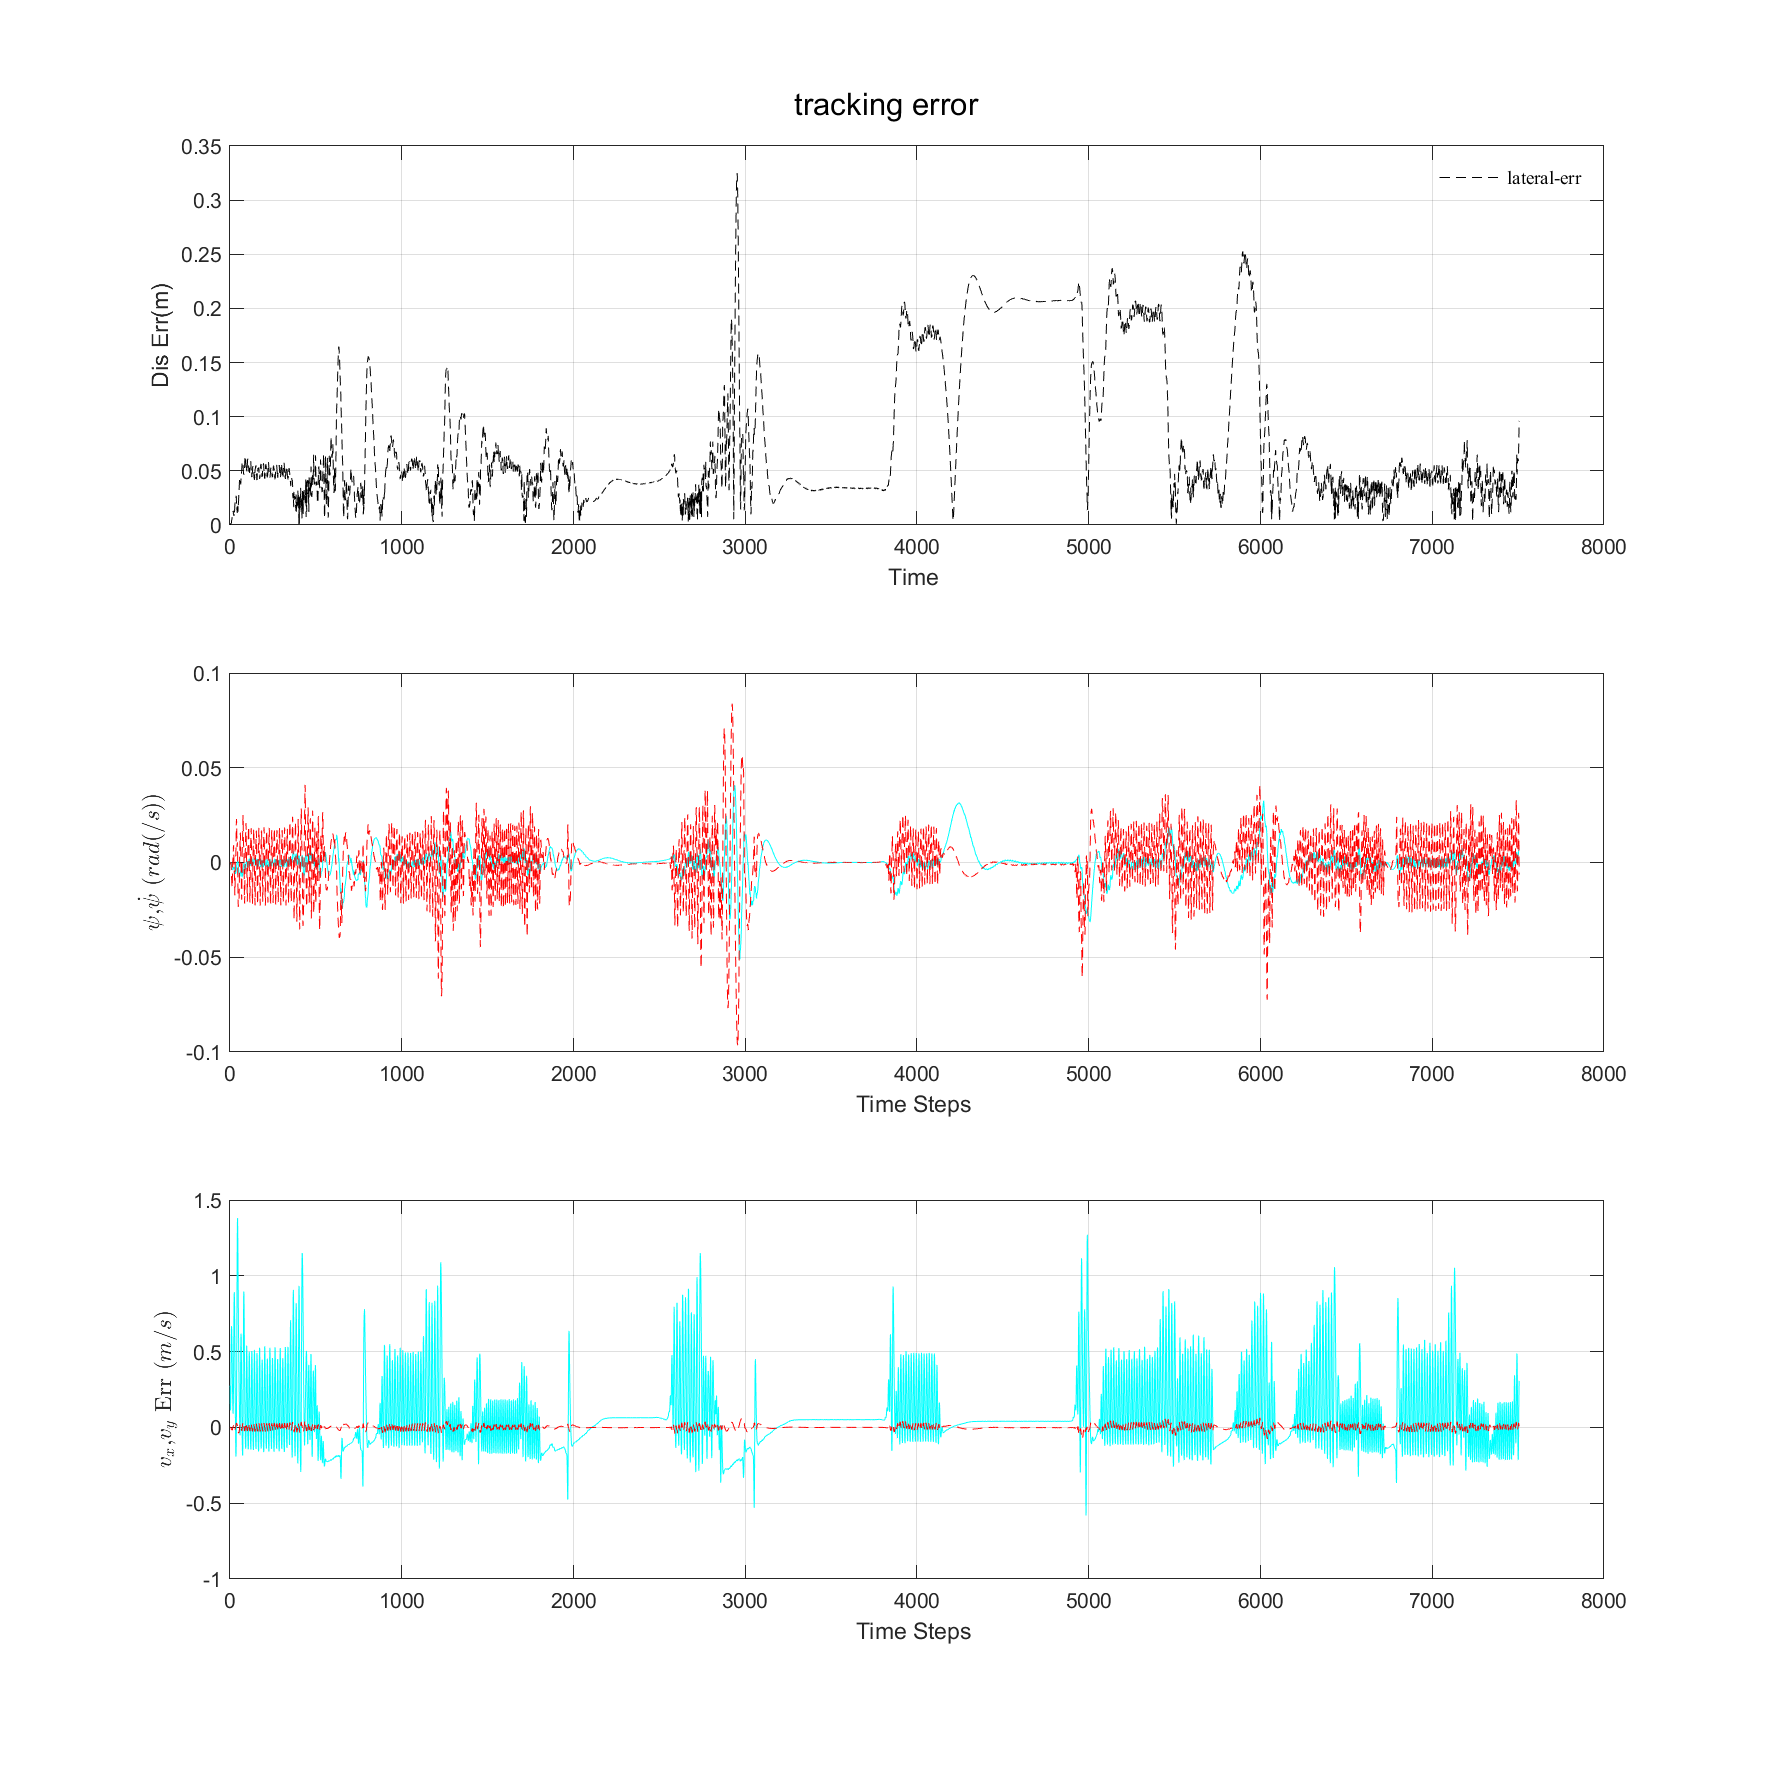 tracking error
0.35
0.3
0.25
0.2
0.15
0.1
0.05
0
Dis Err(m)
lateral-err
0 1000 2000 3000 4000 5000 6000 7000 8000
Time
0.1
0.05
0
-0.05
-0.1
ψ,ψ̇ (rad(/s))
0 1000 2000 3000 4000 5000 6000 7000 8000
Time Steps
1.5
1
0.5
0
-0.5
-1
vₓ,v_y Err (m/s)
0 1000 2000 3000 4000 5000 6000 7000 8000
Time Steps